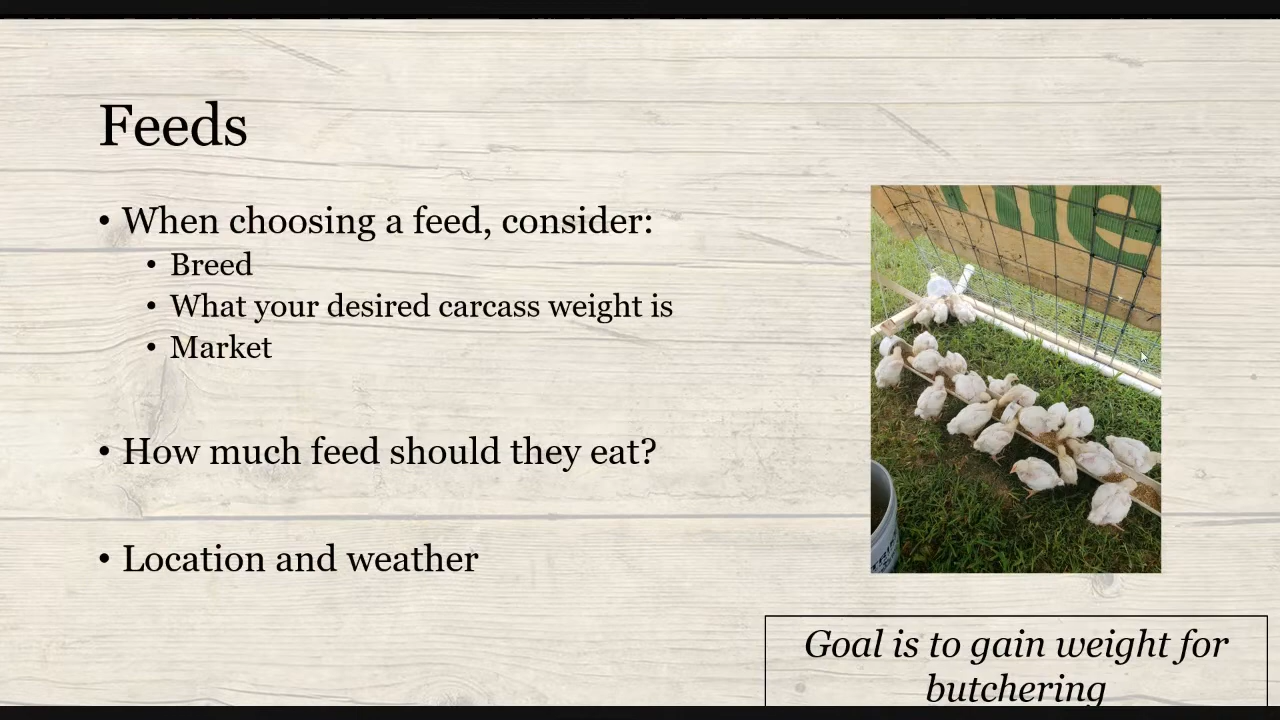 Feeds
• When choosing a feed, consider:
• Breed
• What your desired carcass weight is
• Market
• How much feed should they eat?
• Location and weather
Goal is to gain weight for
butchering